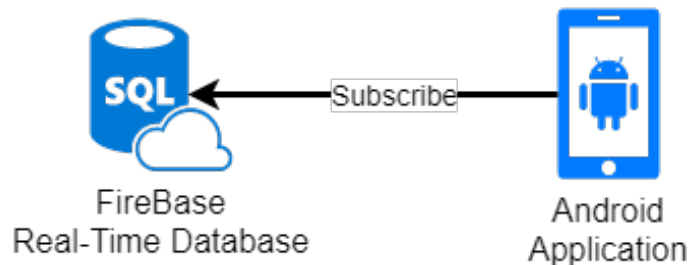 SQL
Subscribe
FireBase
Real-Time Database
Android
Application